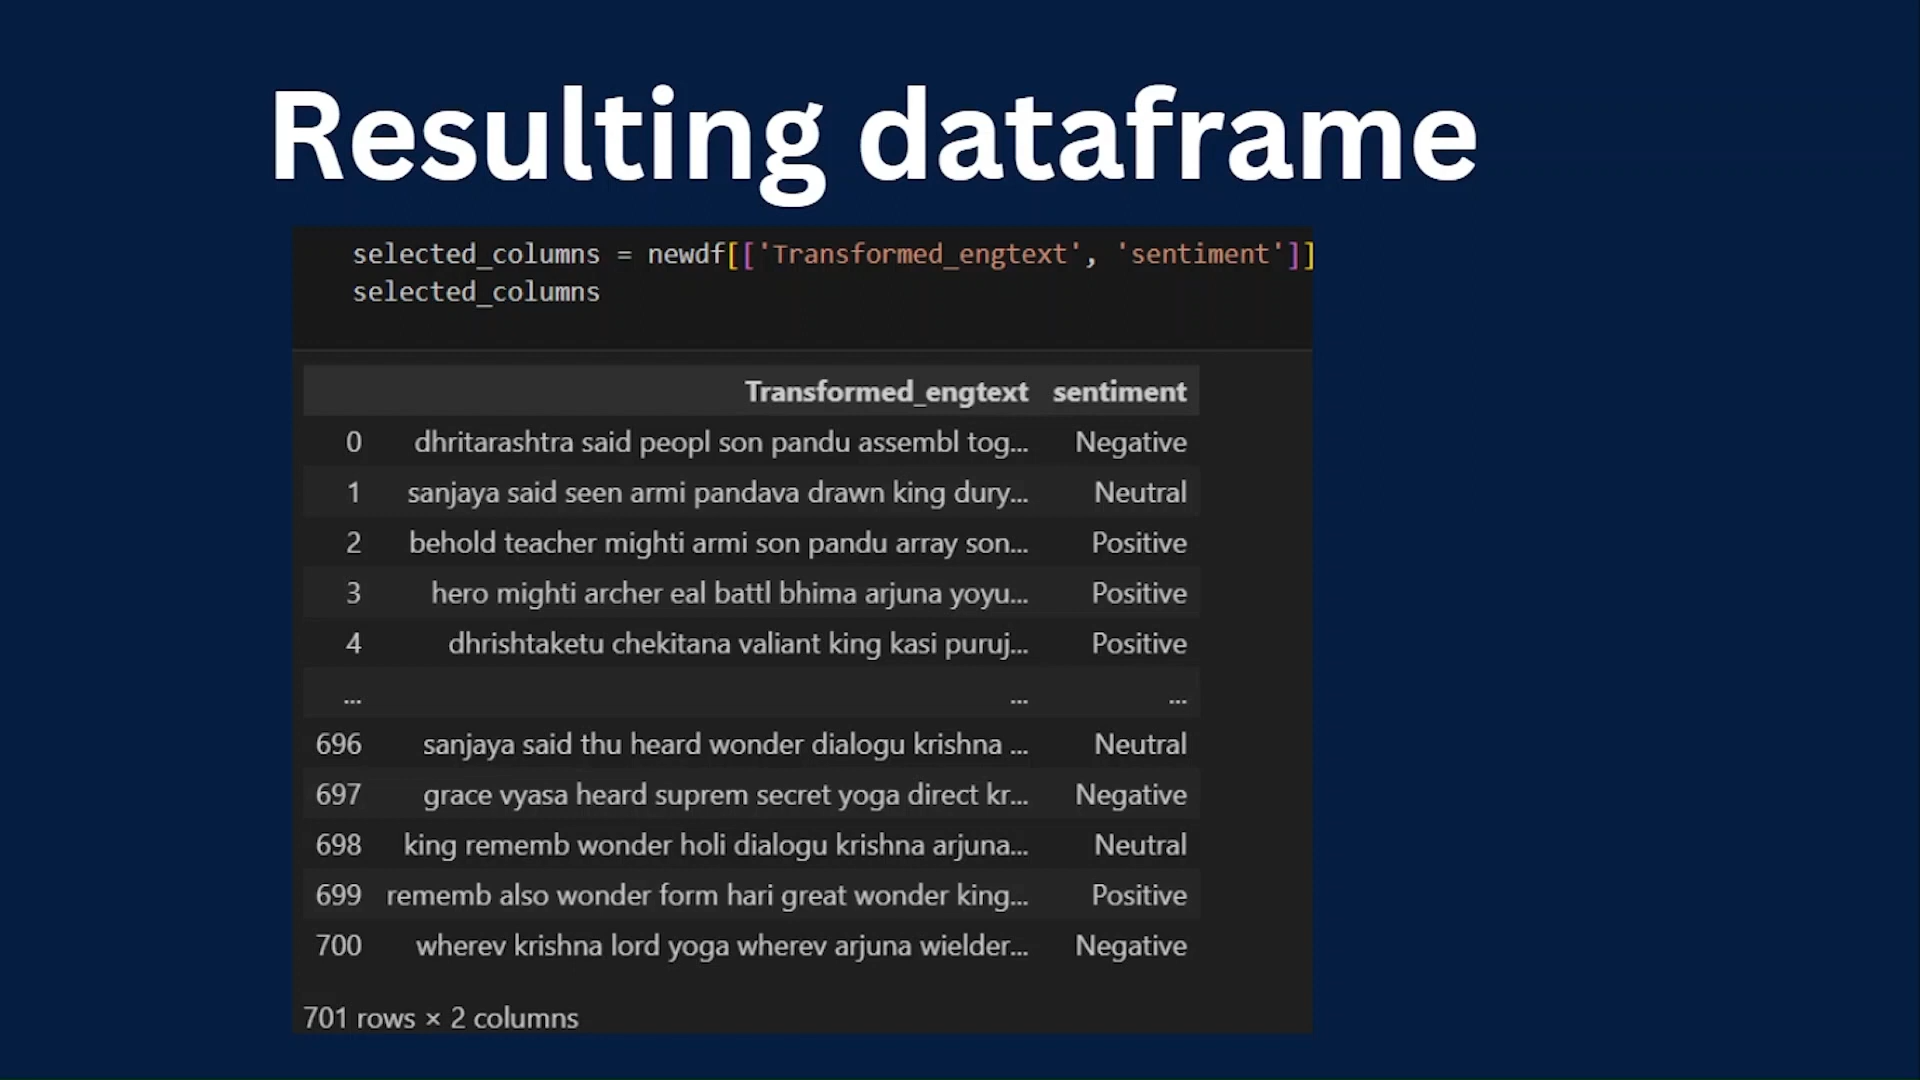 Resulting dataframe
selected_columns = newdf[['Transformed_engtext', 'sentiment']]
selected_columns
Transformed_engtext sentiment
0 dhritarashtra said peopl son pandu assembl tog... Negative
1 sanjaya said seen armi pandava drawn king dury... Neutral
2 behold teacher mighti armi son pandu array son... Positive
3 hero mighti archer eal battl bhima arjuna yoyu... Positive
4 dhrishtaketu chekitana valiant king kasi puruj... Positive
... ... ...
696 sanjaya said thu heard wonder dialogu krishna ... Neutral
697 grace vyasa heard suprem secret yoga direct kr... Negative
698 king rememb wonder holi dialogu krishna arjuna... Neutral
699 rememb also wonder form hari great wonder king... Positive
700 wherev krishna lord yoga wherev arjuna wielder... Negative
701 rows × 2 columns